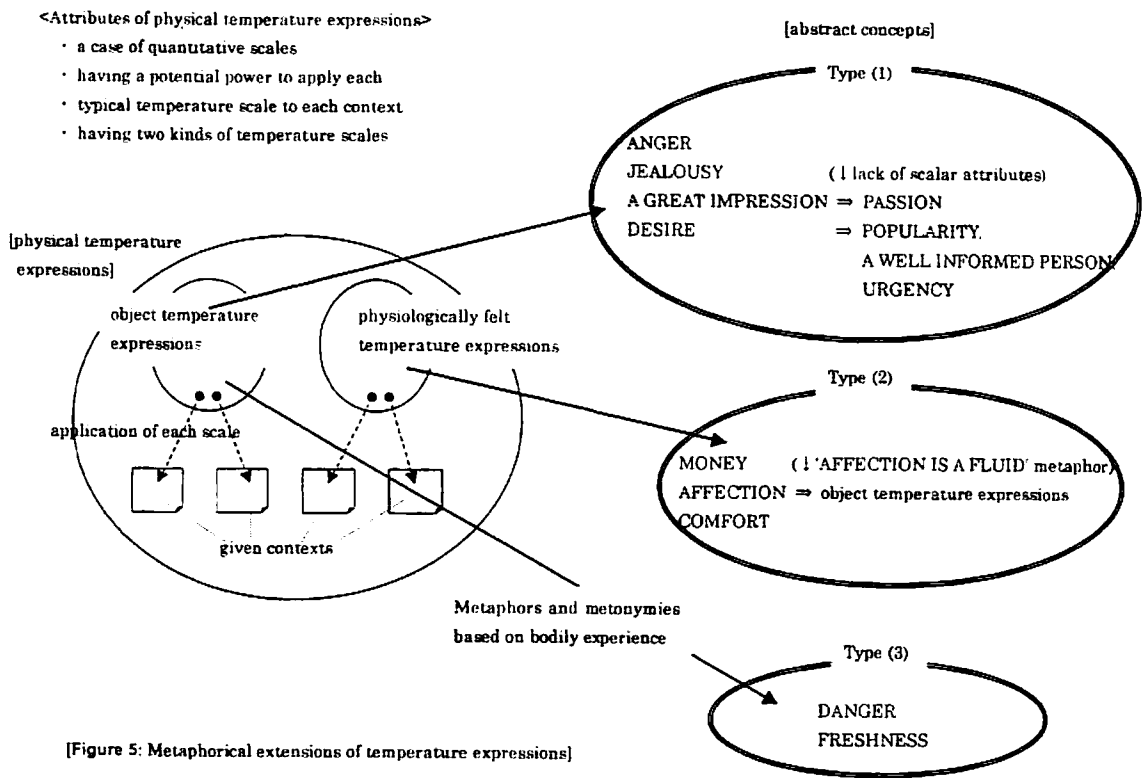 <Attributes of physical temperature expressions>
・ a case of quantutative scales
・ having a potential power to apply each
・ typical temperature scale to each context
・ having two kinds of temperature scales
[abstract concepts]
Type (1)
ANGER
JEALOUSY (↓ lack of scalar attributes)
A GREAT IMPRESSION ⇒ PASSION
DESIRE ⇒ POPULARITY.
A WELL INFORMED PERSON
URGENCY
[physical temperature
expressions]
object temperature
expressions
physiologically felt
temperature expressions
application of each scale
given contexts
Type (2)
MONEY (↓ 'AFFECTION IS A FLUID' metaphor)
AFFECTION ⇒ object temperature expressions
COMFORT
Metaphors and metonymies
based on bodily experience
Type (3)
DANGER
FRESHNESS
[Figure 5: Metaphorical extensions of temperature expressions]